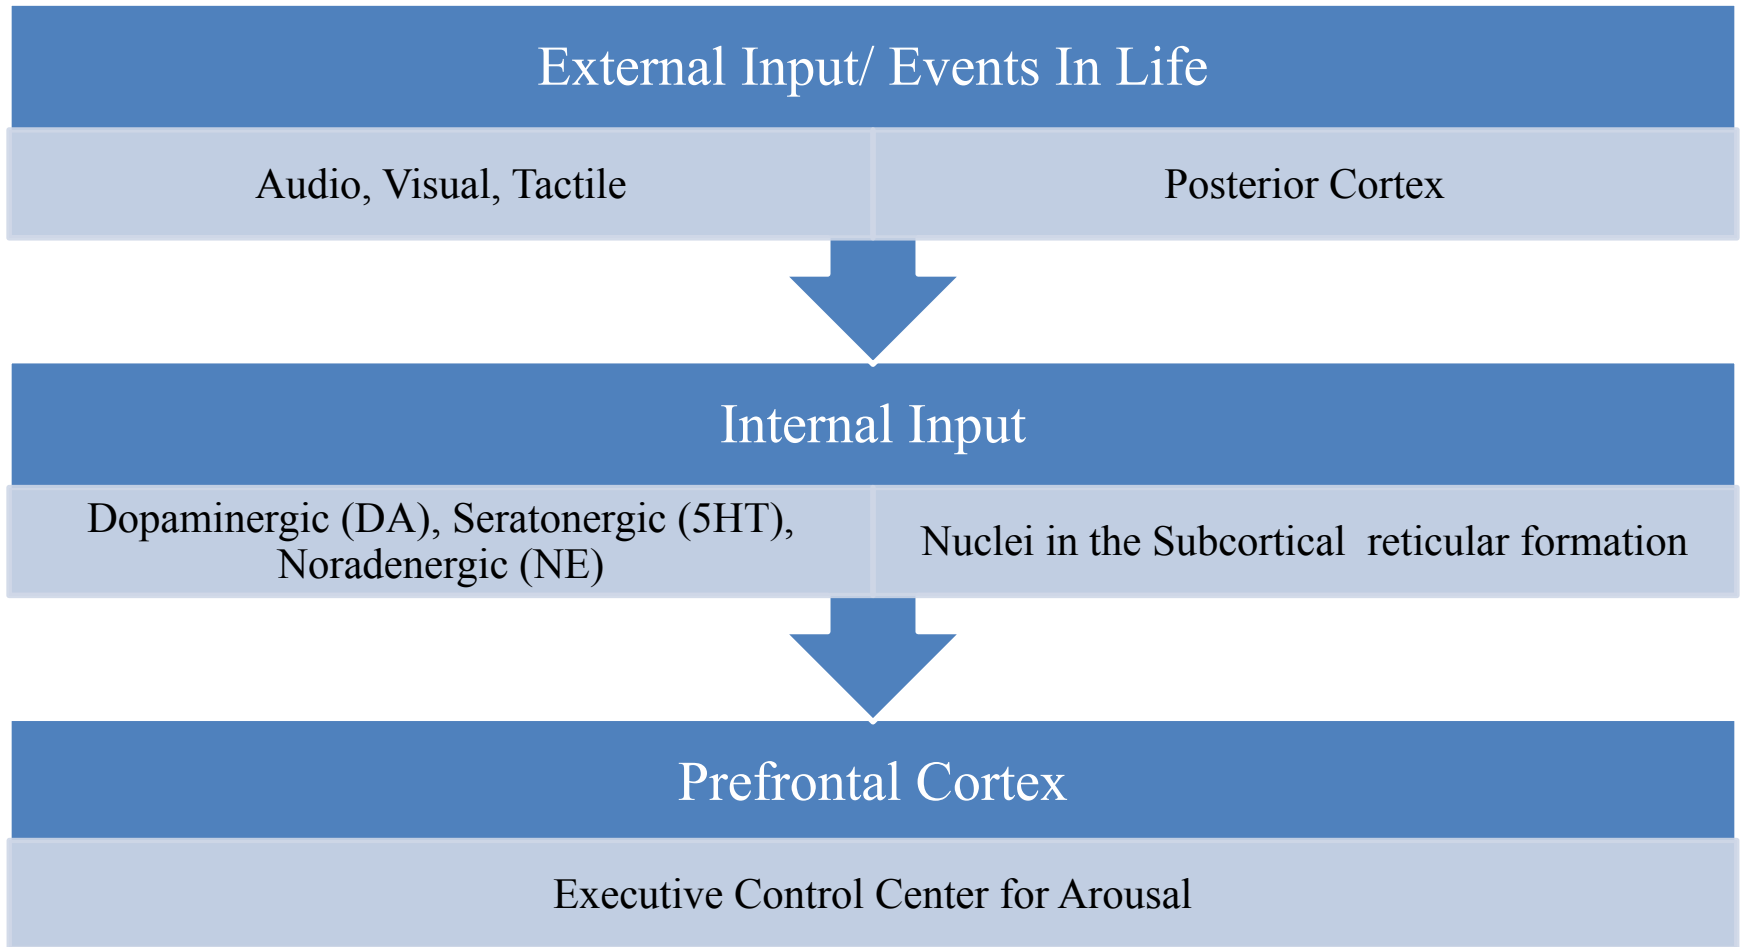 External Input/ Events In Life
Audio, Visual, Tactile
Posterior Cortex
Internal Input
Dopaminergic (DA), Seratonergic (5HT),
Noradenergic (NE)
Nuclei in the Subcortical  reticular formation
Prefrontal Cortex
Executive Control Center for Arousal